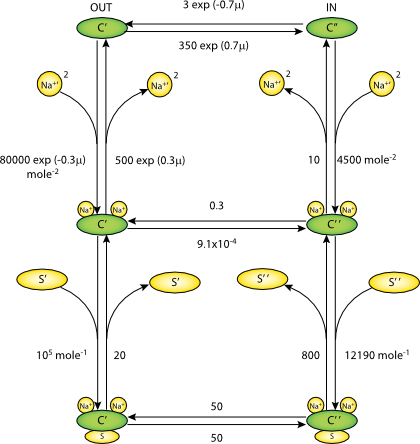 OUT
3 exp (-0.7μ)
IN
C′
C″
350 exp (0.7μ)
Na+′ 2
Na+′ 2
Na+′ 2
Na+′ 2
80000 exp (-0.3μ)
mole-2
500 exp (0.3μ)
10
4500 mole-2
Na+
Na+
0.3
Na+
Na+
C′
C′′
9.1x10-4
S′
S′
S′′
S′′
105 mole-1
20
800
12190 mole-1
Na+
Na+
50
Na+
Na+
C′
C′′
S
50
S